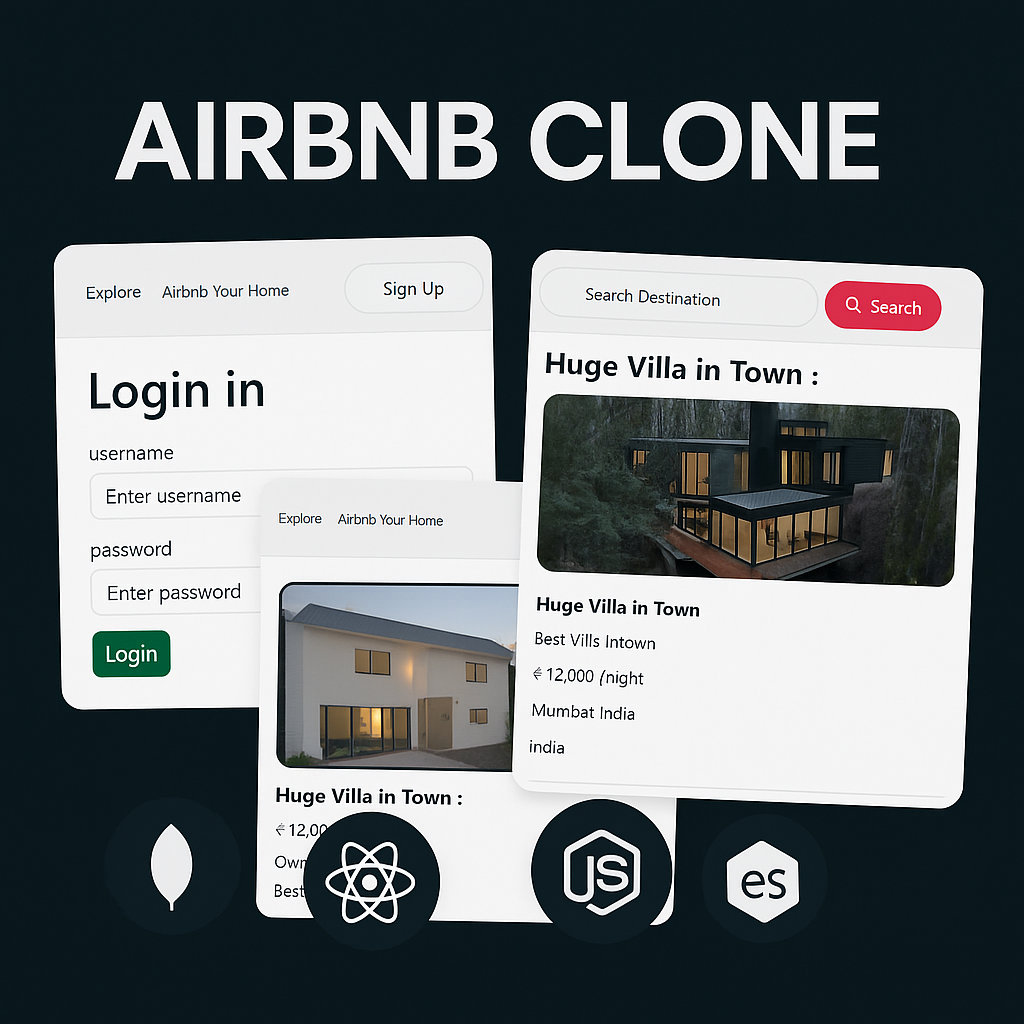 AIRBNB CLONE
Explore Airbnb Your Home Sign Up
Login in
username
Enter username
password
Enter password
Login
Explore Airbnb Your Home
Huge Villa in Town :
12,00
Own
Best
Search Destination Search
Huge Villa in Town :
Huge Villa in Town
Best Vills Intown
12,000 /night
Mumbat India
india
JS
es